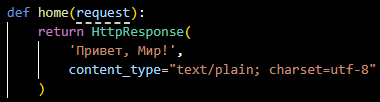 def home(request):
    return HttpResponse(
        'Привет, Мир!',
        content_type="text/plain; charset=utf-8"
    )